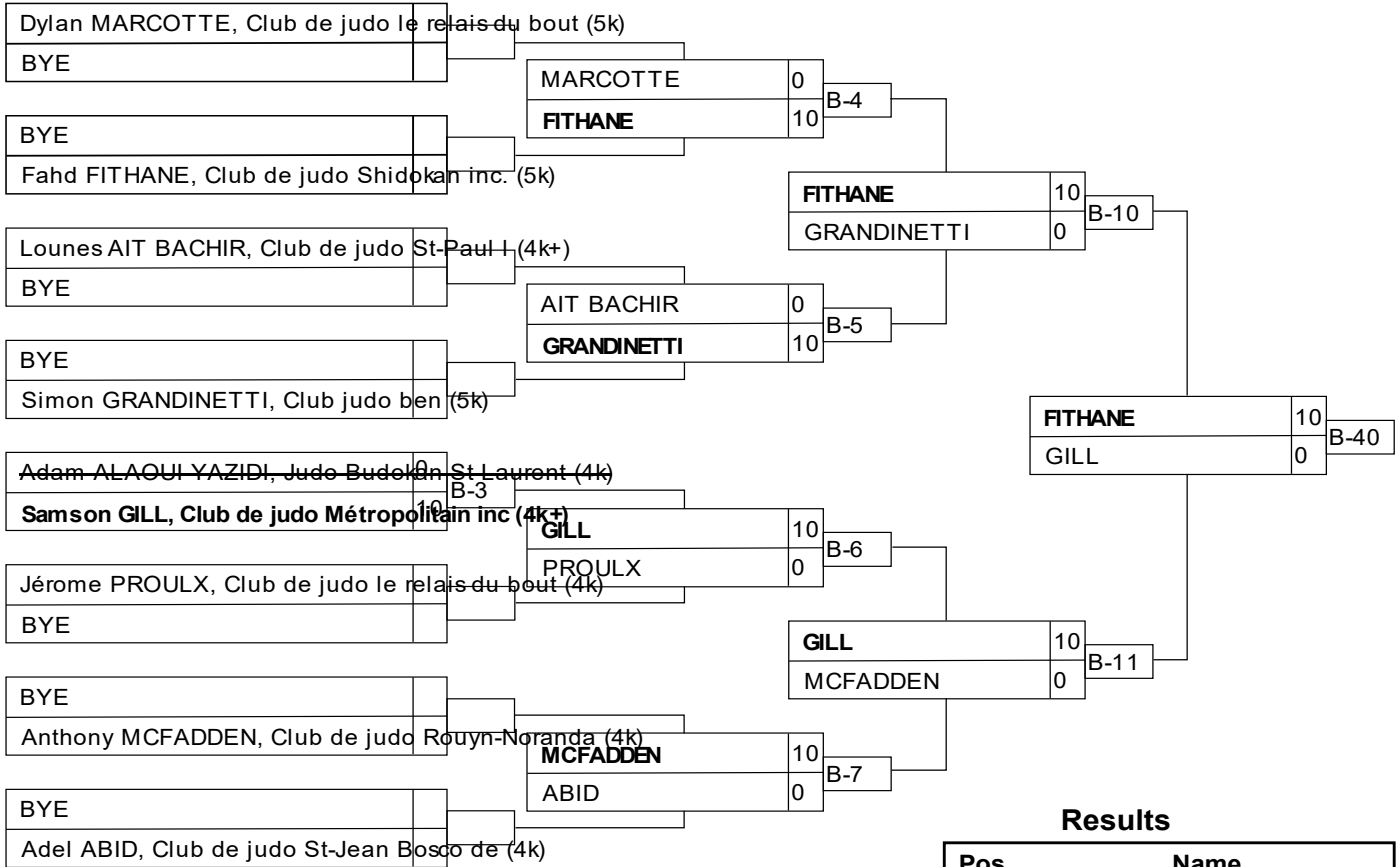 Dylan MARCOTTE, Club de judo le relais du bout (5k)
BYE
BYE
Fahd FITHANE, Club de judo Shidokan inc. (5k)
Lounes AIT BACHIR, Club de judo St-Paul I (4k+)
BYE
BYE
Simon GRANDINETTI, Club judo ben (5k)
Adam ALAOUI YAZIDI, Judo Budokan St-Laurent (4k)
0
Samson GILL, Club de judo Métropolitain inc (4k+)
10
B-3
Jérome PROULX, Club de judo le relais du bout (4k)
BYE
BYE
Anthony MCFADDEN, Club de judo Rouyn-Noranda (4k)
BYE
Adel ABID, Club de judo St-Jean Bosco de (4k)
MARCOTTE 0
FITHANE 10
B-4
AIT BACHIR 0
GRANDINETTI 10
B-5
GILL 10
PROULX 0
B-6
MCFADDEN 10
ABID 0
B-7
FITHANE 10
GRANDINETTI 0
B-10
GILL 10
MCFADDEN 0
B-11
FITHANE 10
GILL 0
B-40
Results
Pos Name